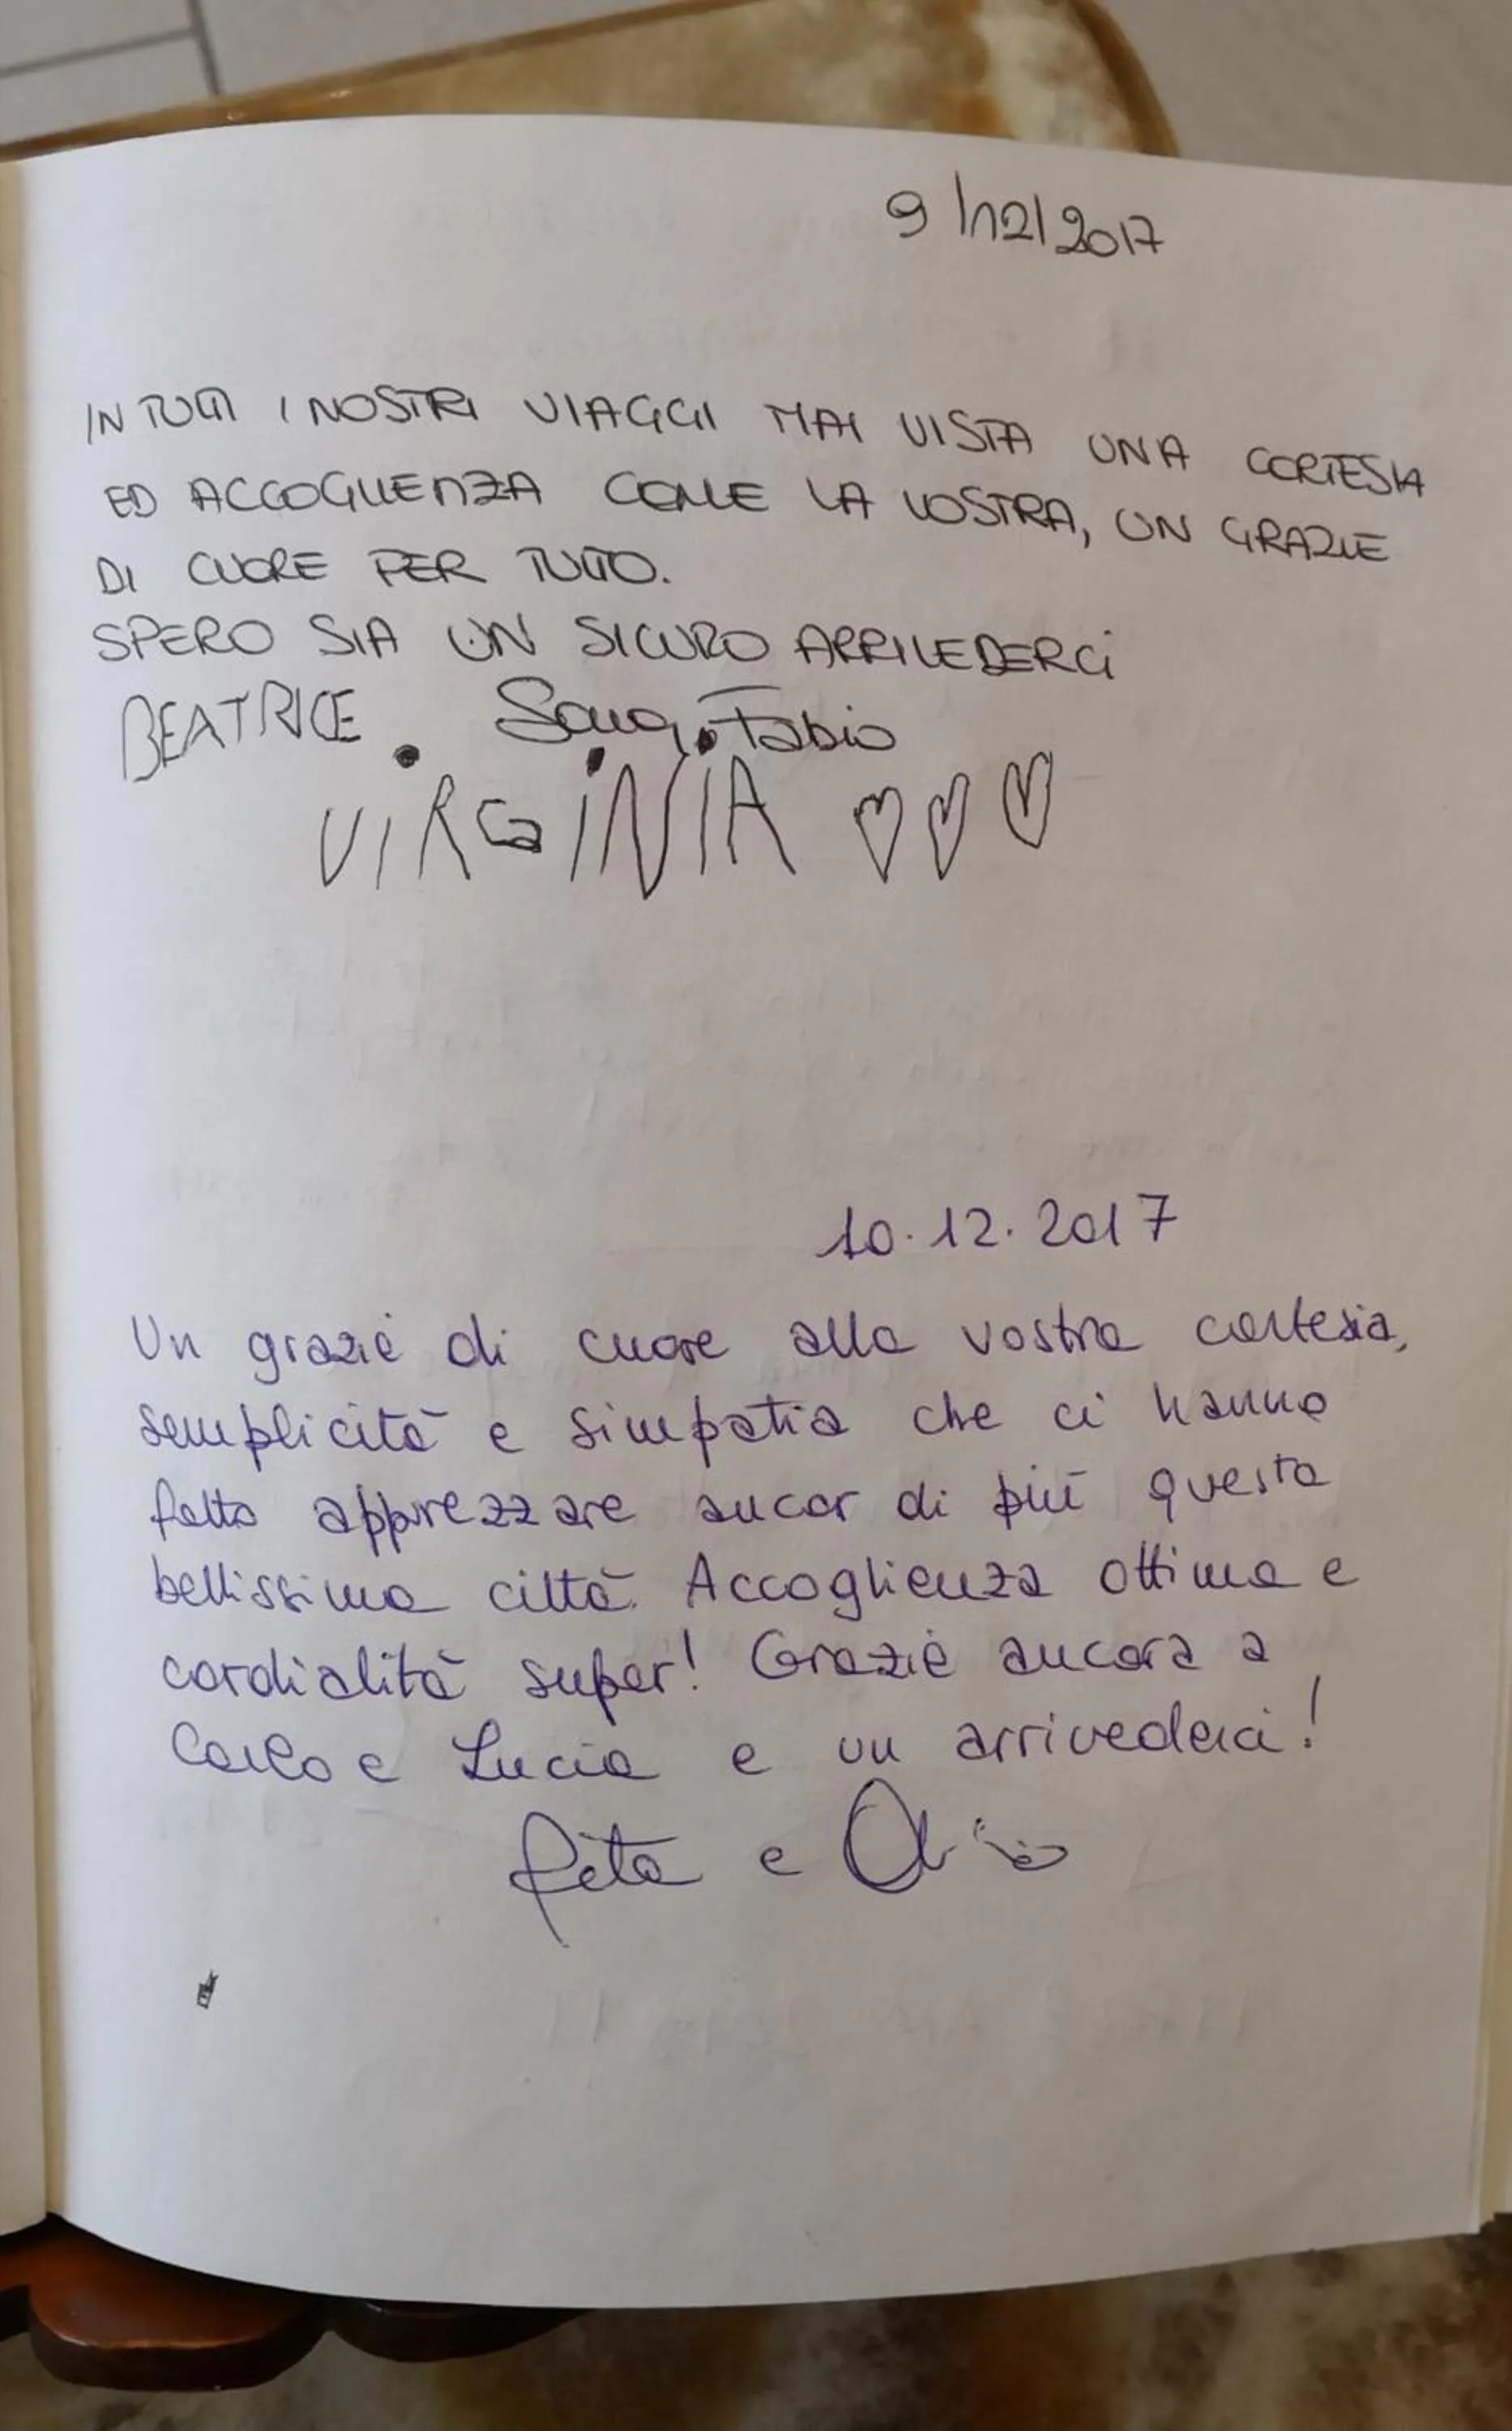 9/12/2017
IN TUTTI I NOSTRI VIAGGI MAI VISTA UNA CORTESIA
ED ACCOGLIENZA COME LA VOSTRA, UN GRAZIE
DI CUORE PER TUTTO.
SPERO SIA UN SICURO ARRIVEDERCI
BEATRICE Fabio
VIRGINIA ♡♡♡
10.12.2017
Un grazie di cuore alla vostra cortesia,
semplicità e simpatia che ci hanno
fatto apprezzare ancor di più questa
bellissima città. Accoglienza ottima e
cordialità super! Grazie ancora a
Carlo e Lucia e un arrivederci!
Rita e